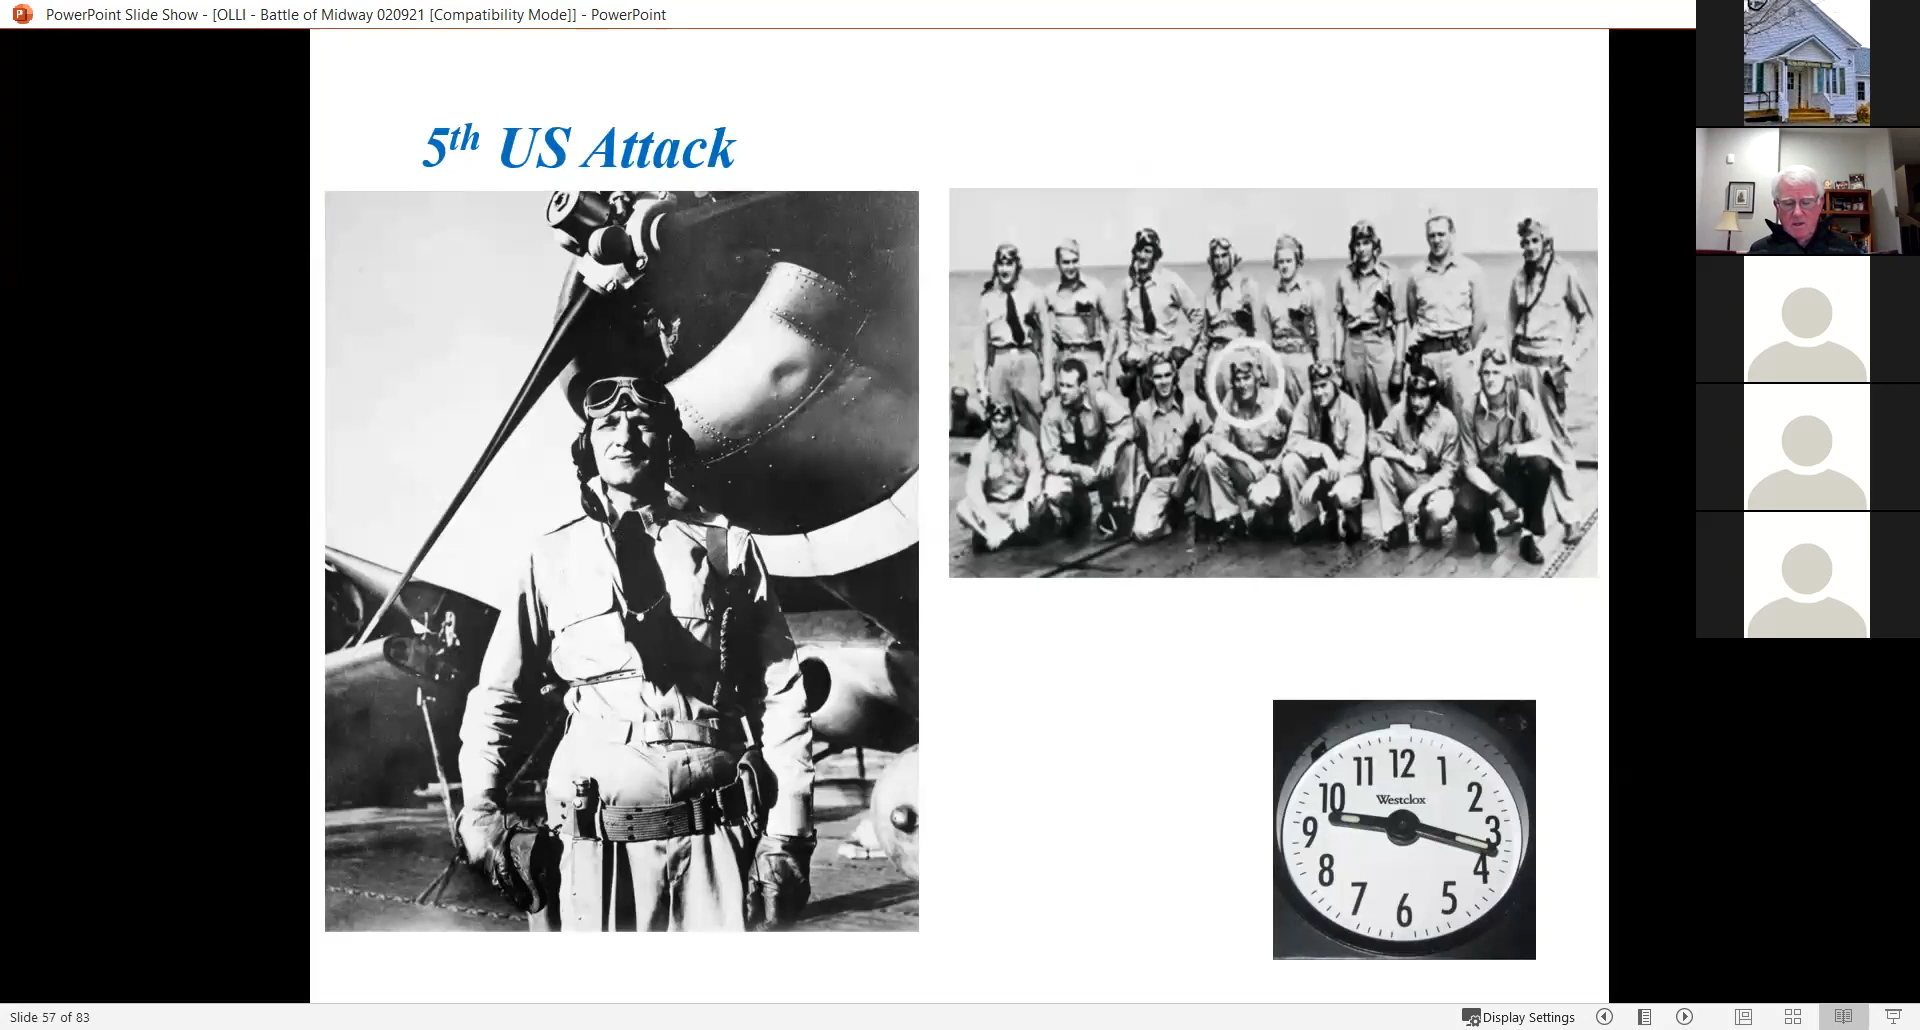 PowerPoint Slide Show - [OLLI - Battle of Midway 020921 [Compatibility Mode]] - PowerPoint
5th US Attack
12
11
1
10
2
Westclox
9
3
8
4
7
5
6
Slide 57 of 83
Display Settings